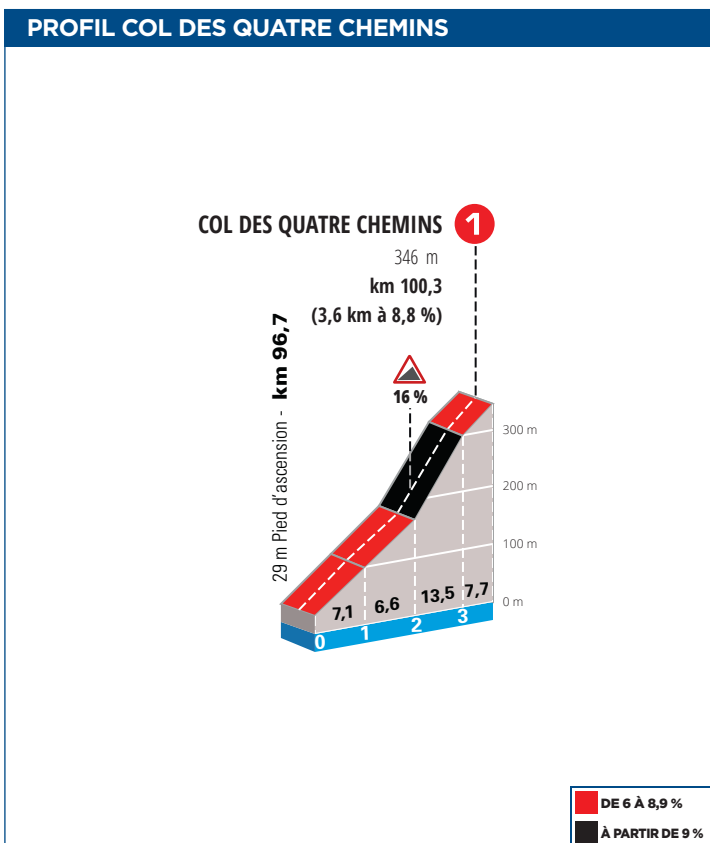 PROFIL COL DES QUATRE CHEMINS
COL DES QUATRE CHEMINS 1
346 m
km 100,3
(3,6 km à 8,8 %)
29 m Pied d'ascension - km 96,7
16 %
300 m
200 m
100 m
0 m
7,1 6,6 13,5 7,7
0 1 2 3
DE 6 À 8,9 %
À PARTIR DE 9 %